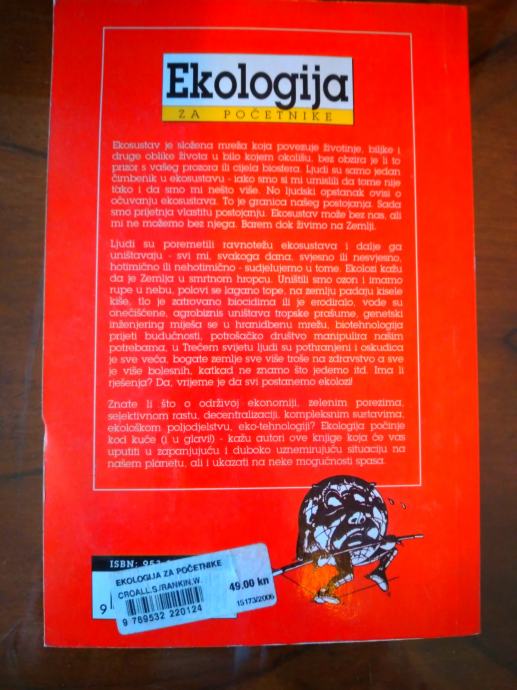 Ekologija
ZA POČETNIKE
Ekosustav je složena mreža koja povezuje životinje, biljke i
druge oblike života u bilo kojem okolišu, bez obzira je li to
prizor s vašeg prozora ili cijela biosfera. Ljudi su samo jedan
čimbenik u ekosustavu - iako smo si mi umislili da tome nije
tako i da smo mi nešto više. No ljudski opstanak ovisi o
očuvanju ekosustava. To je granica našeg postojanja. Sada
smo prijetnja vlastitu postojanju. Ekosustav može bez nas, ali
mi ne možemo bez njega. Barem dok živimo na Zemlji.
Ljudi su poremetili ravnotežu ekosustava i dalje ga
uništavaju - svi mi, svakoga dana, svjesno ili nesvjesno,
hotimično ili nehotimično - sudjelujemo u tome. Ekolozi kažu
da je Zemlja u smrtnom hropcu. Uništili smo ozon i imamo
rupe u nebu, polovi se lagano tope, na zemlju padaju kisele
kiše, tlo je zatrovano biocidima ili je erodiralo, vode su
onečišćene, agrobiznis uništava tropske prašume, genetski
inženjering miješa se u hranidbenu mrežu, biotehnologija
prijeti budućnosti, potrošačko društvo manipulira našim
potrebama, u Trećem svijetu ljudi su pothranjeni i oskudica
je sve veća, bogate zemlje sve više troše na zdravstvo a sve
je više bolesnih, katkad ne znamo što jedemo itd. Ima li
rješenja? Da, vrijeme je da svi postanemo ekolozi!
Znate li što o održivoj ekonomiji, zelenim porezima,
selektivnom rastu, decentralizaciji, kompleksnim sustavima,
ekološkom poljodjelstvu, eko-tehnologiji? Ekologija počinje
kod kuće (i u glavi!) - kažu autori ove knjige koja će vas
uputiti u zapanjujuću i duboko uznemirujuću situaciju na
našem planetu, ali i ukazati na neke mogućnosti spasa.
ISBN: 953
EKOLOGIJA ZA POČETNIKE
CROALL.S./RANKIN.W.
49,00 kn
15173/2006
9 789532 220124
9